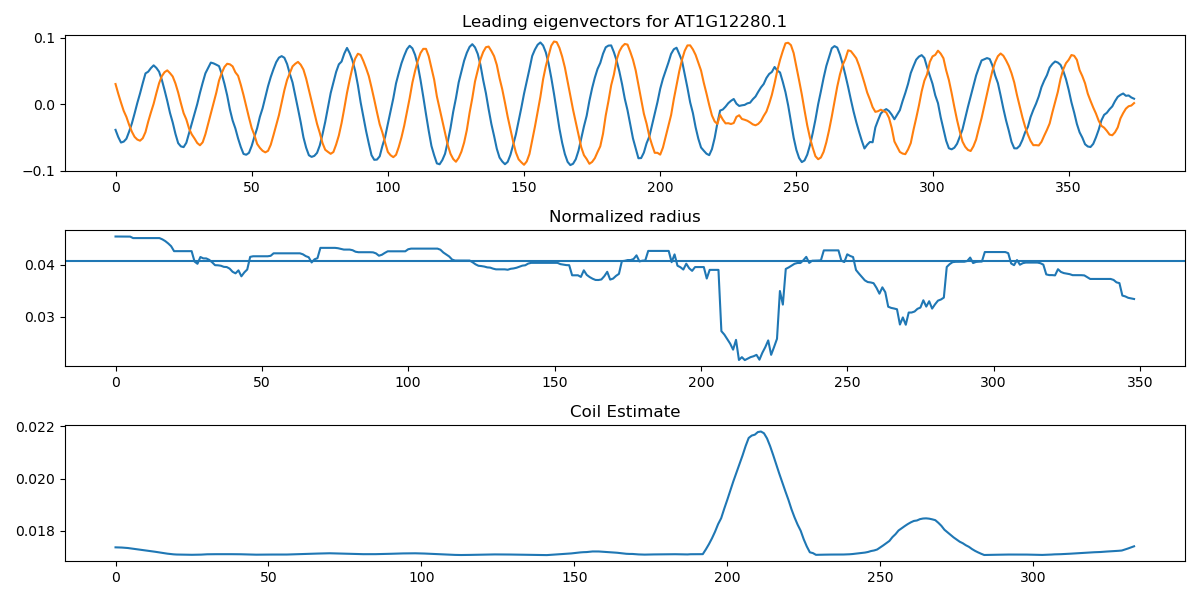 Leading eigenvectors for AT1G12280.1
0.1
0.0
−0.1
0 50 100 150 200 250 300 350
Normalized radius
0.04
0.03
0 50 100 150 200 250 300 350
Coil Estimate
0.022
0.020
0.018
0 50 100 150 200 250 300